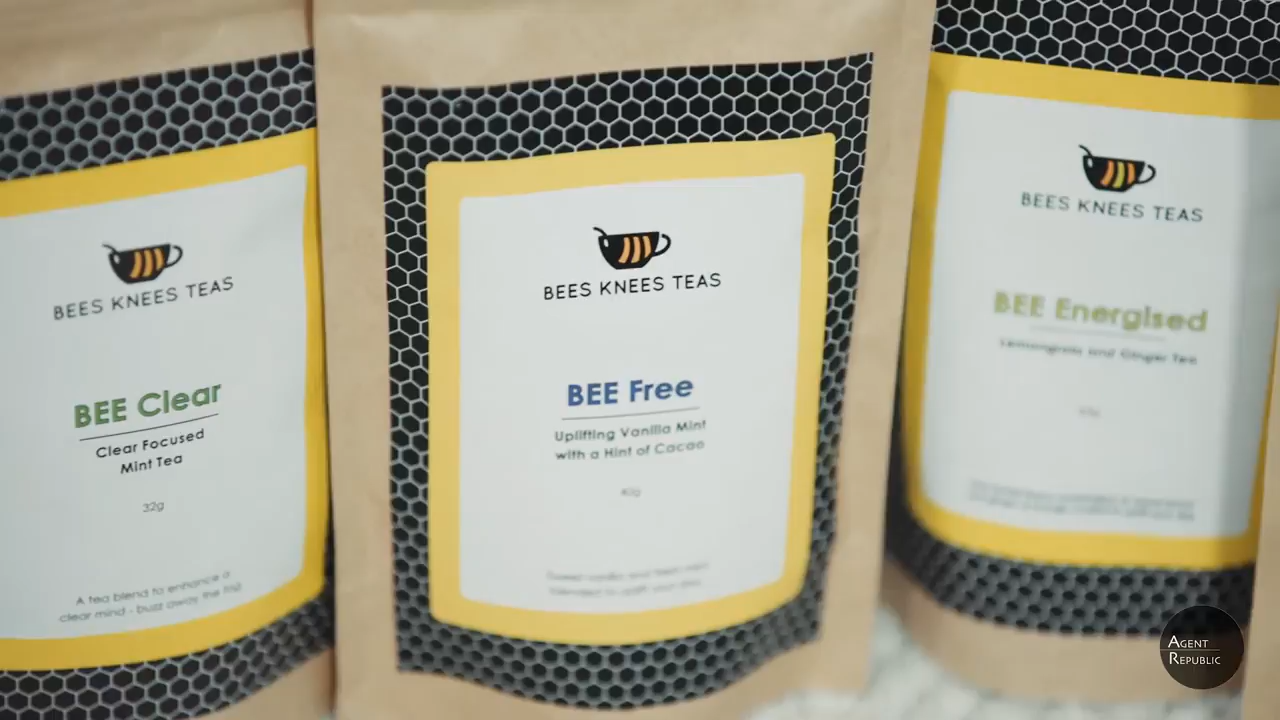 BEES KNEES TEAS
BEE Clear
Clear Focused
Mint Tea
32g
A tea blend to enhance a
clear mind - buzz away the
BEES KNEES TEAS
BEE Free
Uplifting Vanilla Mint
with a Hint of Cacao
BEES KNEES TEAS
BEE Energised
Lemongrass and Ginger Tea
AGENT
REPUBLIC